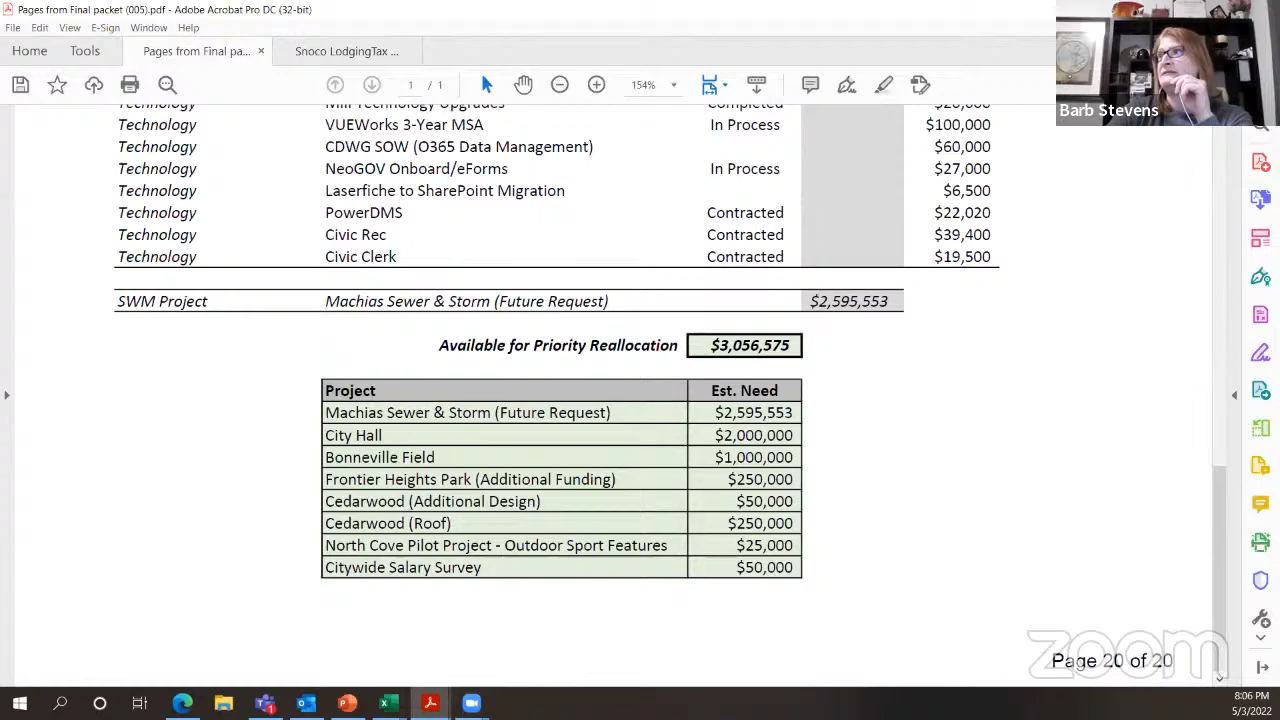 Pages from Final packet (005).pdf - Adobe Acrobat Pro DC (32-bit)
File Edit View E-Sign Window Help
Home Tools Pages from Final pa... × Choco LodgingTax ...
1 / 1 154%
Barb Stevens
Technology Mill Technology Upgrades Completed $20,000
Technology VUEWorks 3-Year MSA In Process $100,000
Technology CDWG SOW (O365 Data Management) $60,000
Technology NeoGOV Onboard/eForms In Process $27,000
Technology Laserfiche to SharePoint Migration $6,500
Technology PowerDMS Contracted $22,020
Technology Civic Rec Contracted $39,400
Technology Civic Clerk Contracted $19,500
SWM Project Machias Sewer & Storm (Future Request) $2,595,553
Available for Priority Reallocation $3,056,575
Project Est. Need
Machias Sewer & Storm (Future Request) $2,595,553
City Hall $2,000,000
Bonneville Field $1,000,000
Frontier Heights Park (Additional Funding) $250,000
Cedarwood (Additional Design) $50,000
Cedarwood (Roof) $250,000
North Cove Pilot Project - Outdoor Sport Features $25,000
Citywide Salary Survey $50,000
zoom
Page 20 of 20
8:06 PM
5/3/2022